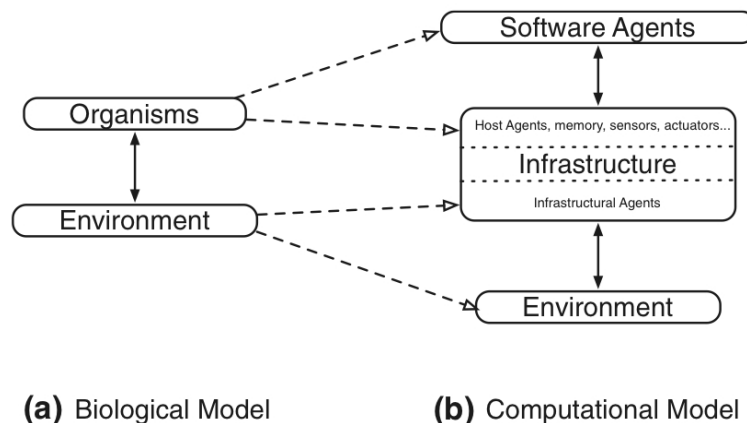 Software Agents
Organisms
Host Agents, memory, sensors, actuators...
Infrastructure
Infrastructural Agents
Environment
Environment
(a) Biological Model
(b) Computational Model